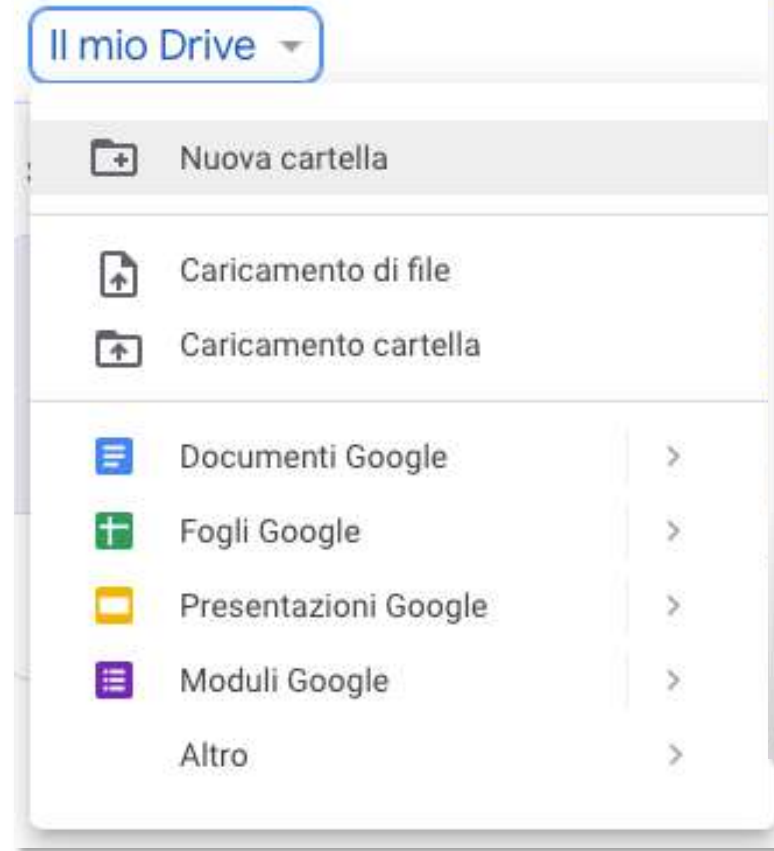 Il mio Drive
Nuova cartella
Caricamento di file
Caricamento cartella
Documenti Google
Fogli Google
Presentazioni Google
Moduli Google
Altro